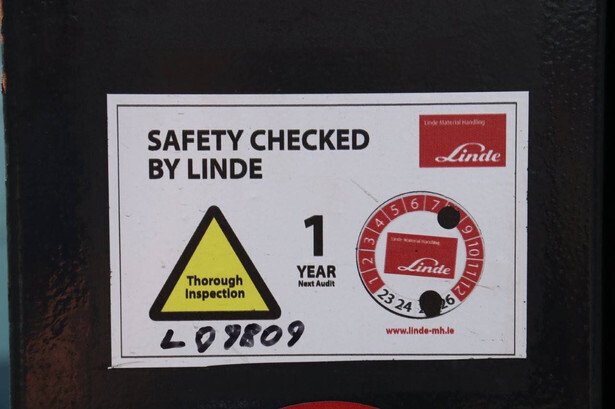 SAFETY CHECKED
BY LINDE
Linde Material Handling
Linde
Thorough
Inspection
1
YEAR
Next Audit
1 2 3 4 5 6 7 9 10 11 12
Linde Material Handling
Linde
23 24 26
www.linde-mh.ie
L09809